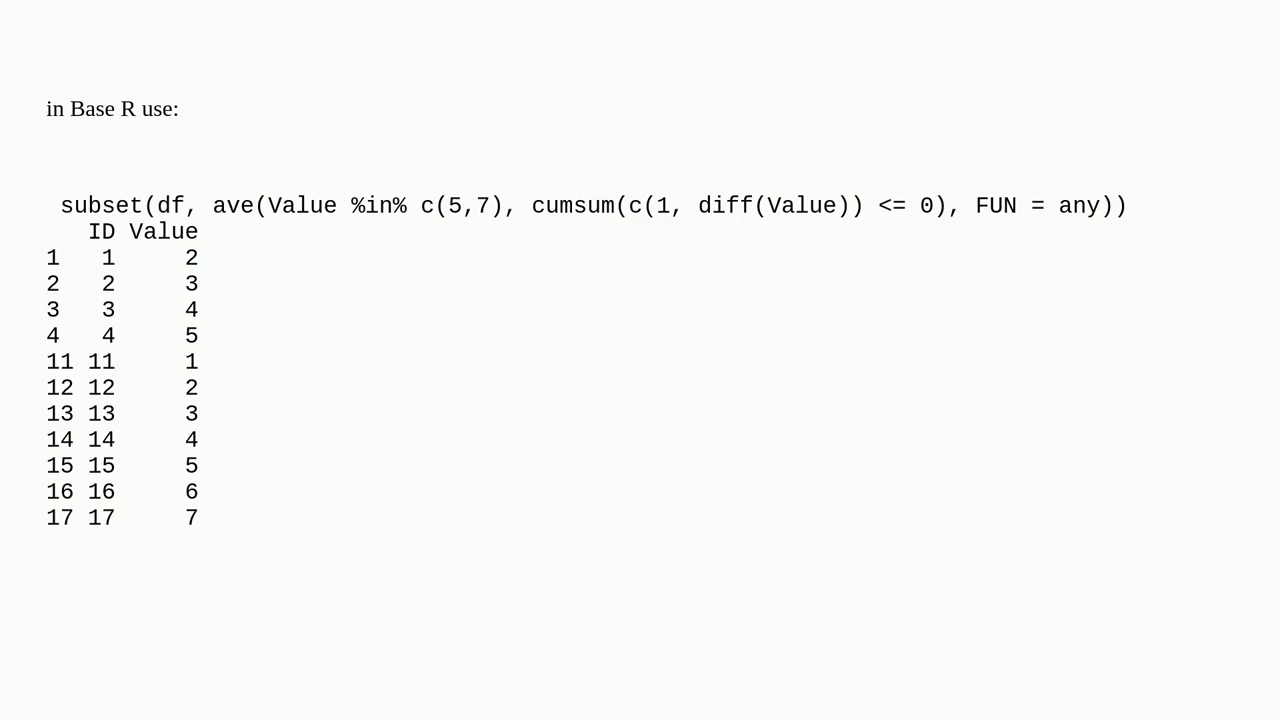 in Base R use:
subset(df, ave(Value %in% c(5,7), cumsum(c(1, diff(Value)) <= 0), FUN = any))
   ID Value
1   1     2
2   2     3
3   3     4
4   4     5
11 11     1
12 12     2
13 13     3
14 14     4
15 15     5
16 16     6
17 17     7